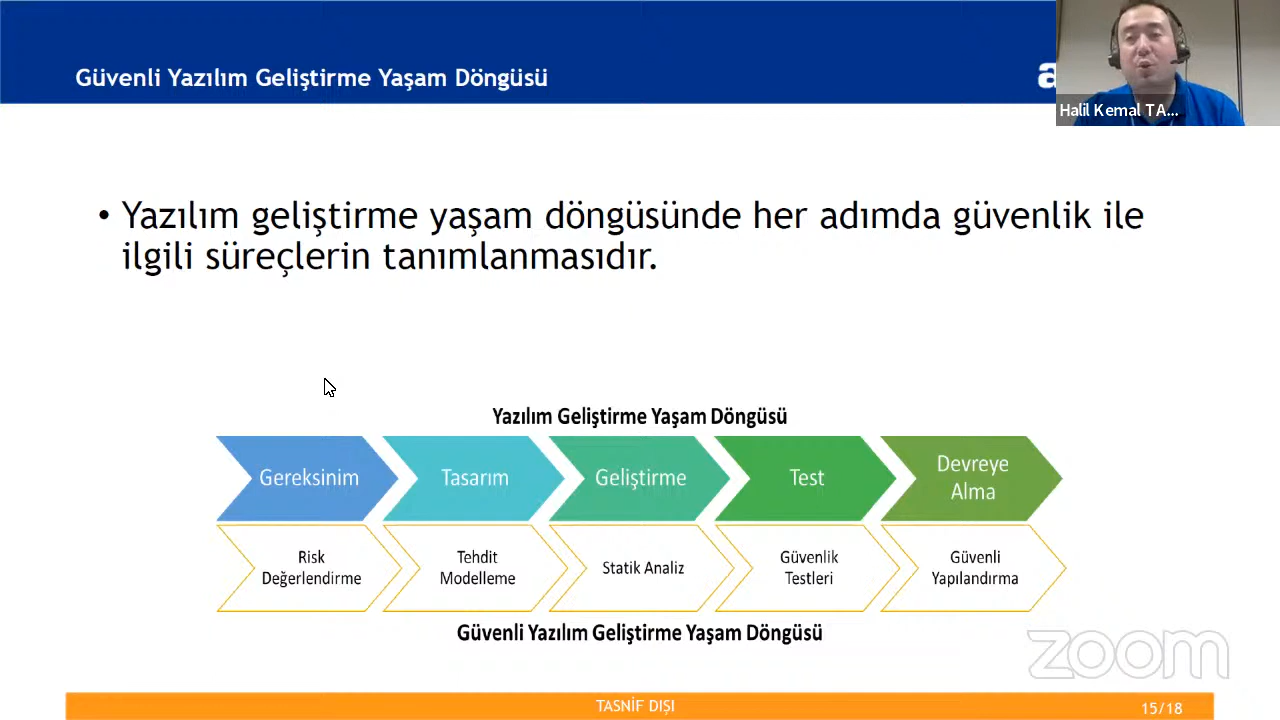 Güvenli Yazılım Geliştirme Yaşam Döngüsü
a
Halil Kemal TA...
• Yazılım geliştirme yaşam döngüsünde her adımda güvenlik ile
ilgili süreçlerin tanımlanmasıdır.
Yazılım Geliştirme Yaşam Döngüsü
Gereksinim
Tasarım
Geliştirme
Test
Devreye
Alma
Risk
Değerlendirme
Tehdit
Modelleme
Statik Analiz
Güvenlik
Testleri
Güvenli
Yapılandırma
Güvenli Yazılım Geliştirme Yaşam Döngüsü
zoom
TASNİF DIŞI
15/18